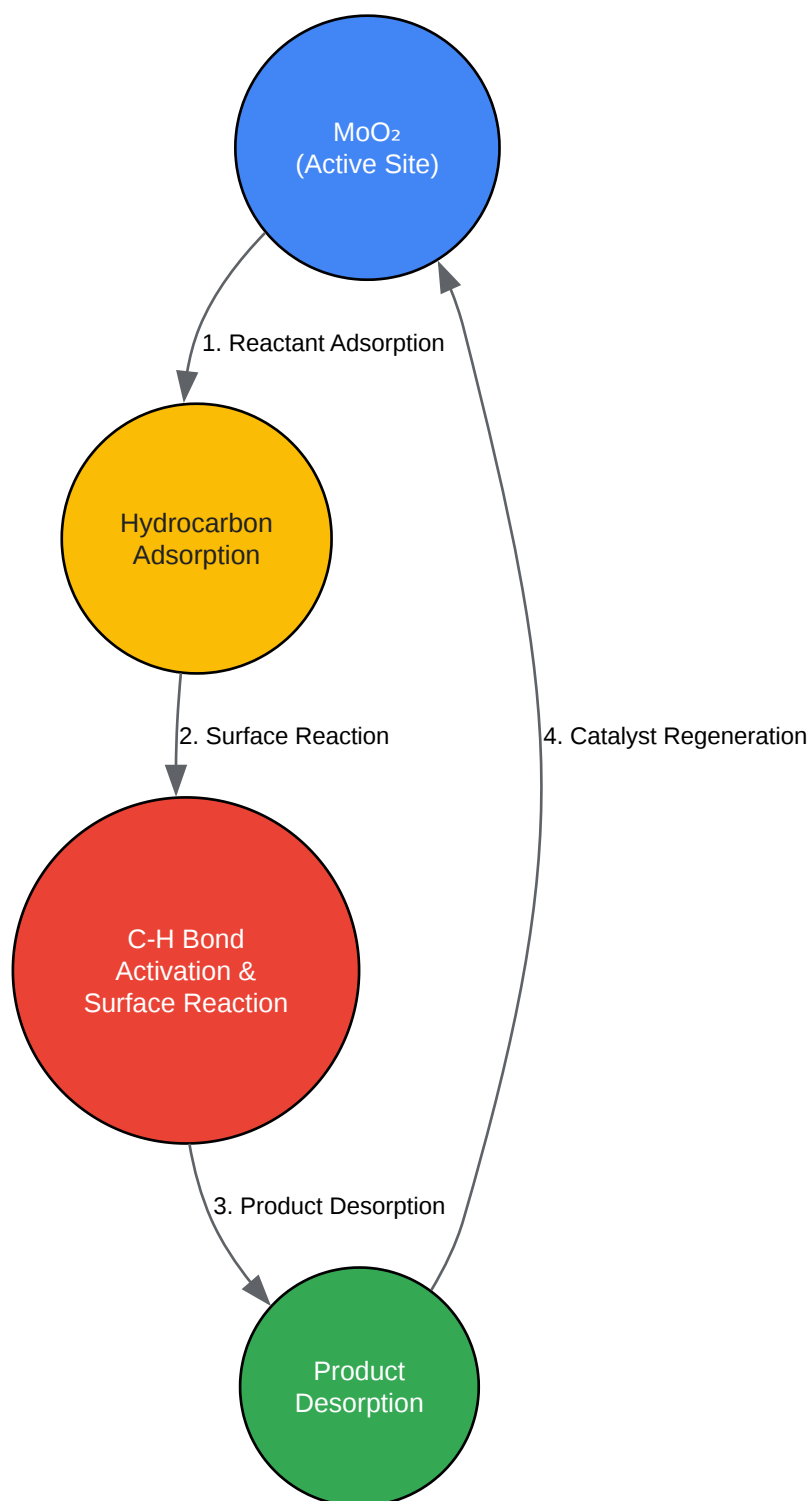 MoO₂
(Active Site)
1. Reactant Adsorption
Hydrocarbon
Adsorption
2. Surface Reaction
4. Catalyst Regeneration
C-H Bond
Activation &
Surface Reaction
3. Product Desorption
Product
Desorption